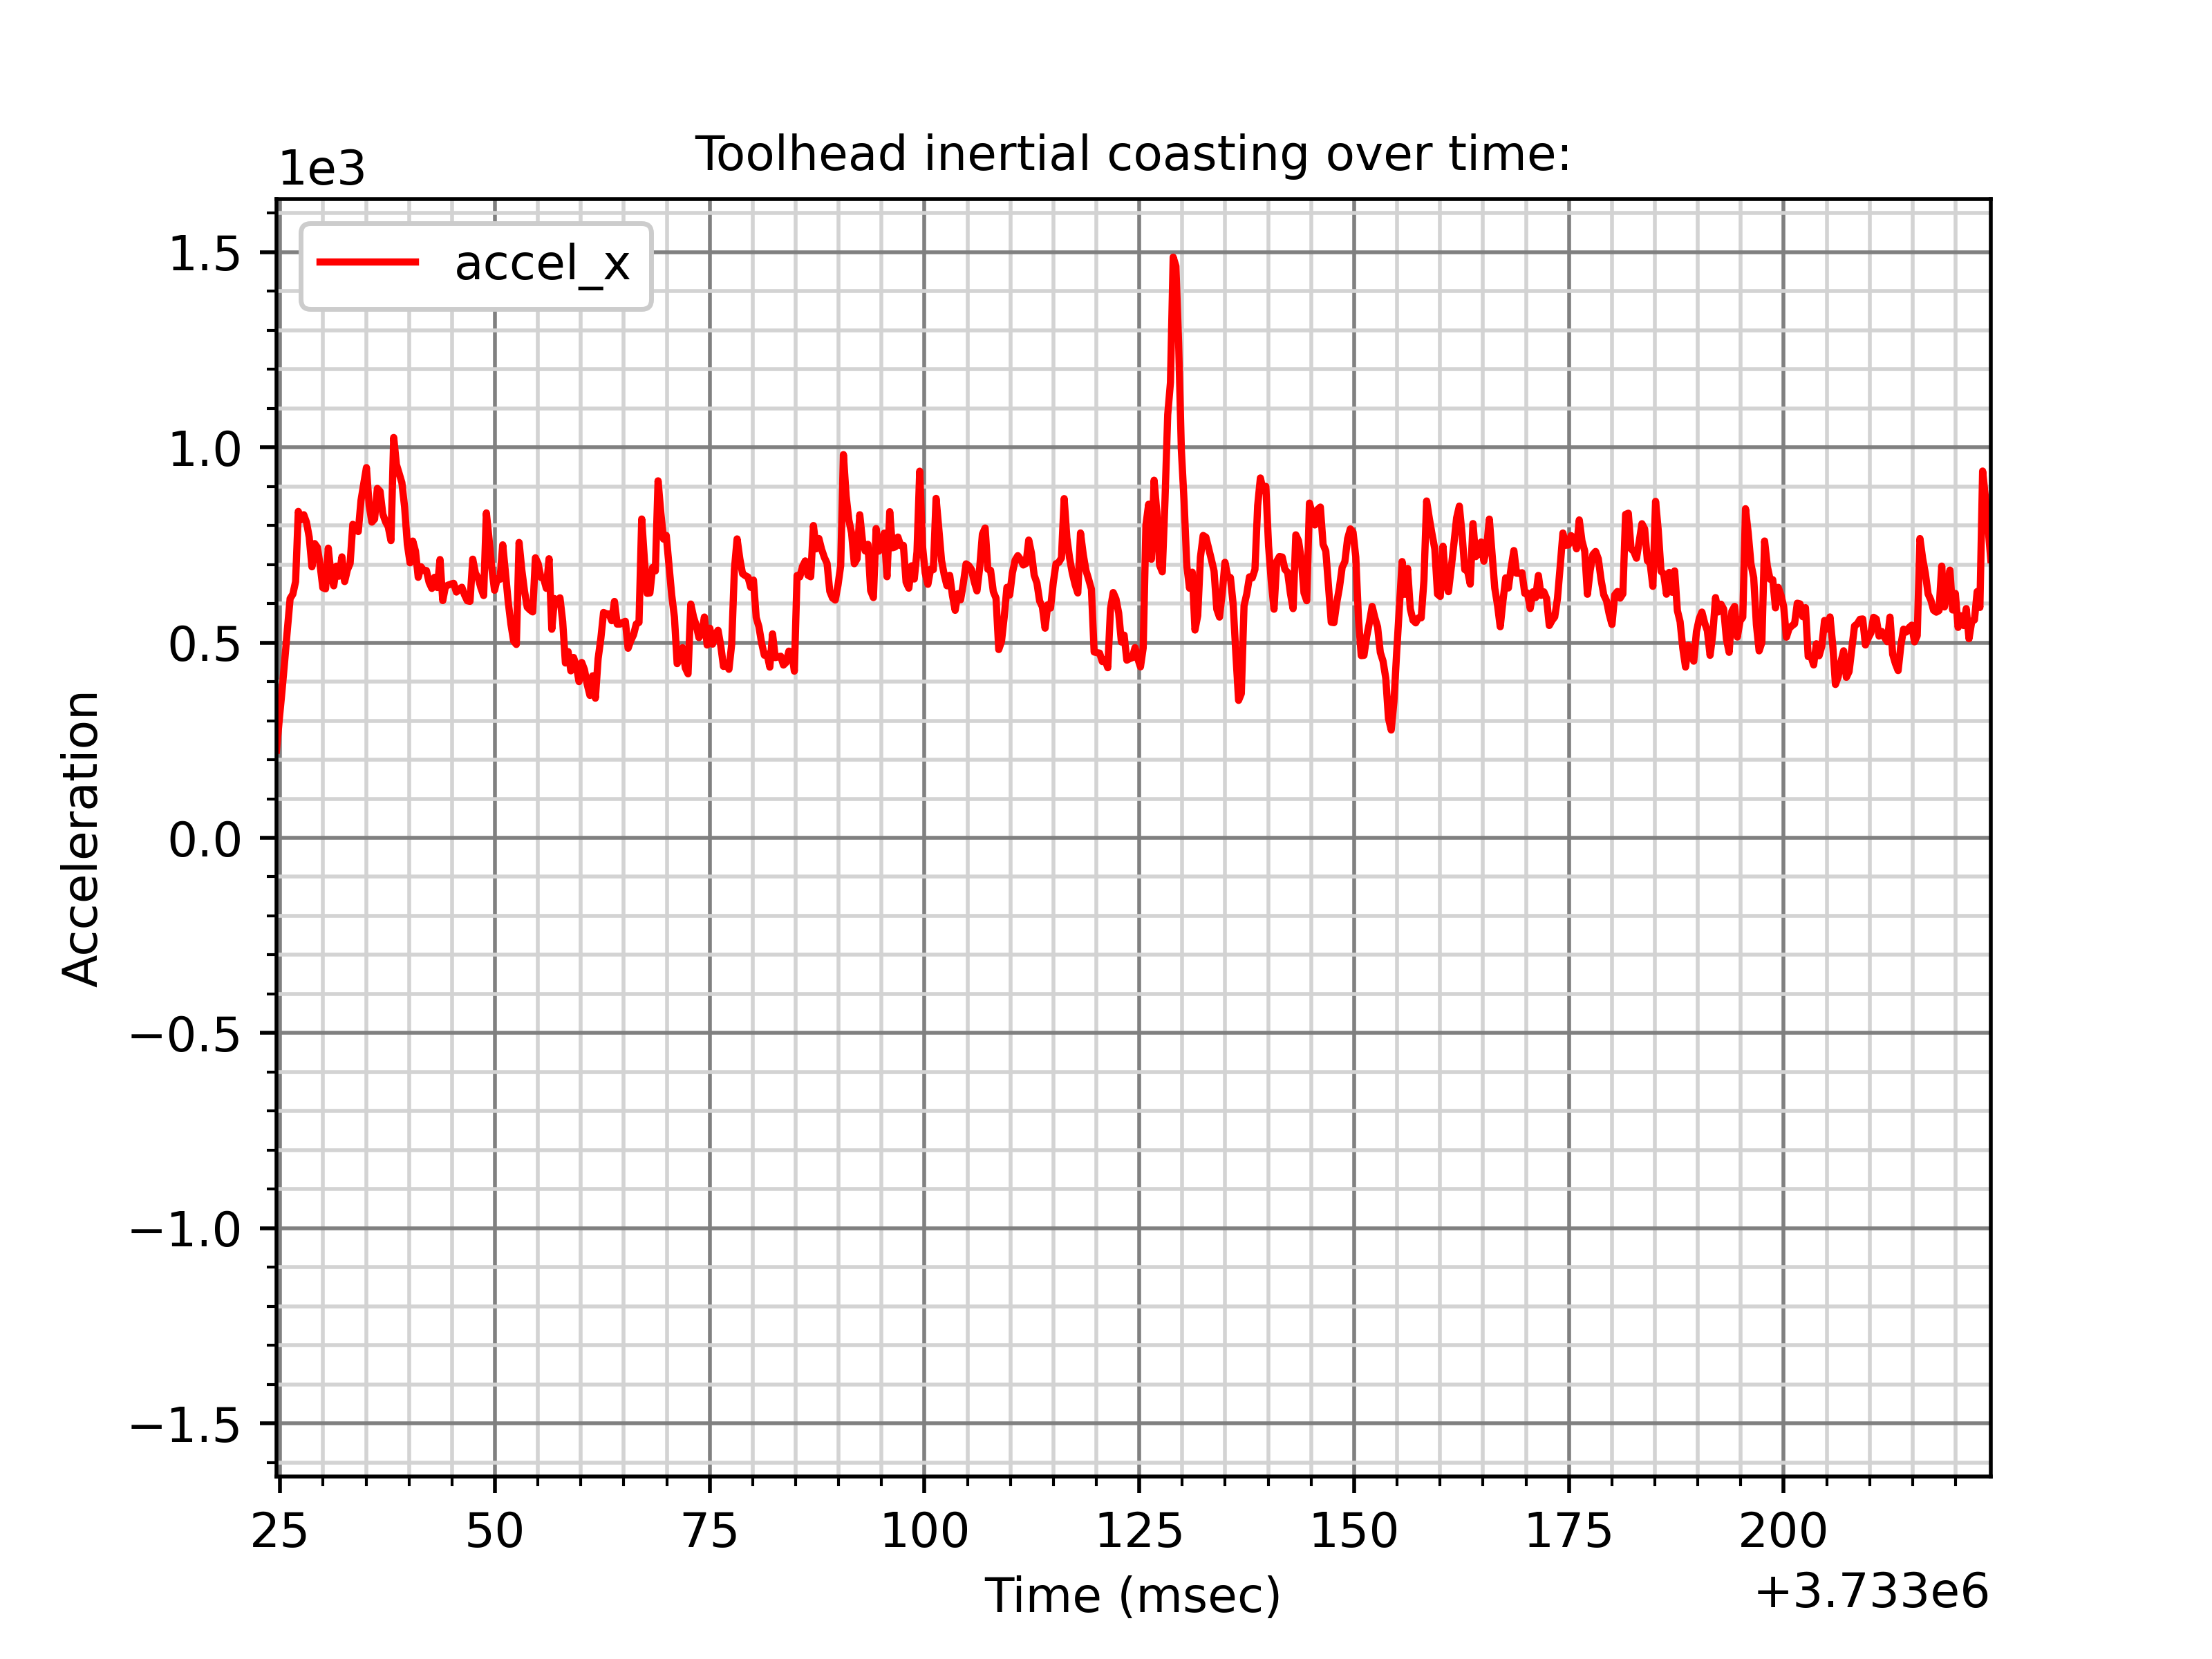 Toolhead inertial coasting over time:
1e3
accel_x
1.5
1.0
0.5
0.0
−0.5
−1.0
−1.5
Acceleration
25 50 75 100 125 150 175 200
Time (msec)
+3.733e6